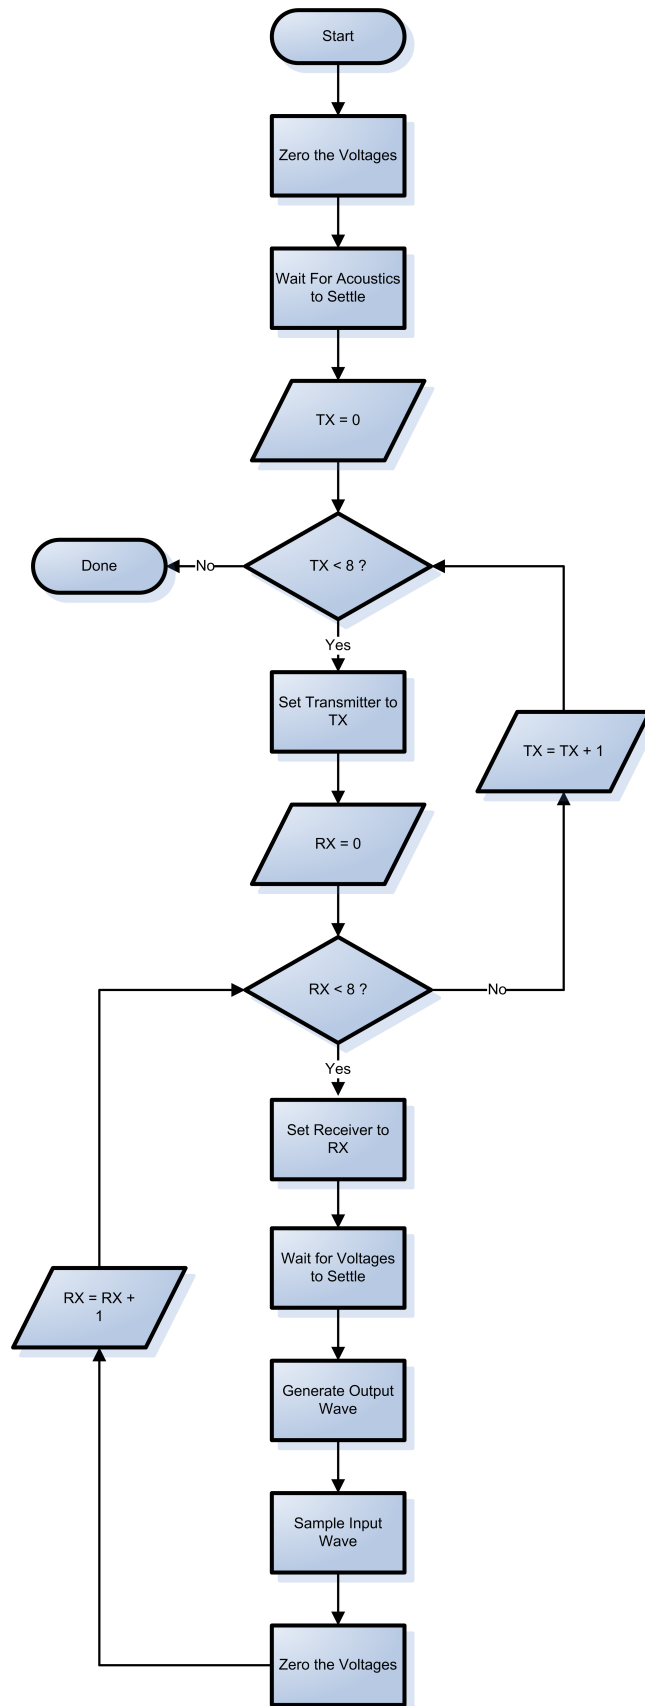 Start
Zero the Voltages
Wait For Acoustics
to Settle
TX = 0
Done
No
TX < 8 ?
Yes
Set Transmitter to
TX
TX = TX + 1
RX = 0
RX < 8 ?
No
Yes
Set Receiver to
RX
Wait for Voltages
to Settle
RX = RX +
1
Generate Output
Wave
Sample Input
Wave
Zero the Voltages